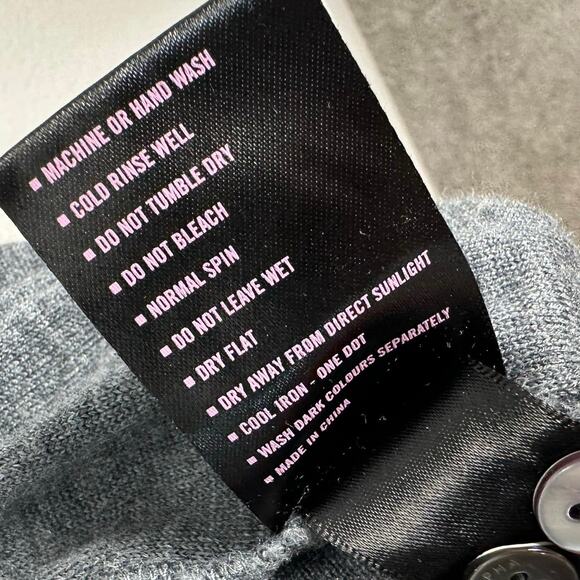 ▪ MACHINE OR HAND WASH
▪ COLD RINSE WELL
▪ DO NOT TUMBLE DRY
▪ DO NOT BLEACH
▪ NORMAL SPIN
▪ DO NOT LEAVE WET
▪ DRY FLAT
▪ DRY AWAY FROM DIRECT SUNLIGHT
▪ COOL IRON - ONE DOT
▪ WASH DARK COLOURS SEPARATELY
▪ MADE IN CHINA